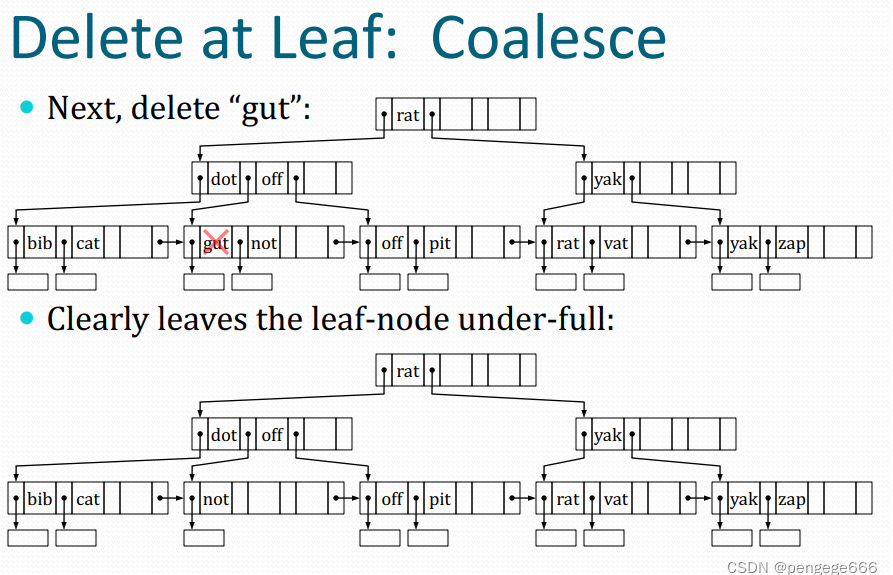 Delete at Leaf: Coalesce
• Next, delete “gut”:
rat
dot off yak
bib cat gut not off pit rat vat yak zap
• Clearly leaves the leaf-node under-full:
rat
dot off yak
bib cat not off pit rat vat yak zap
CSDN @pengege666